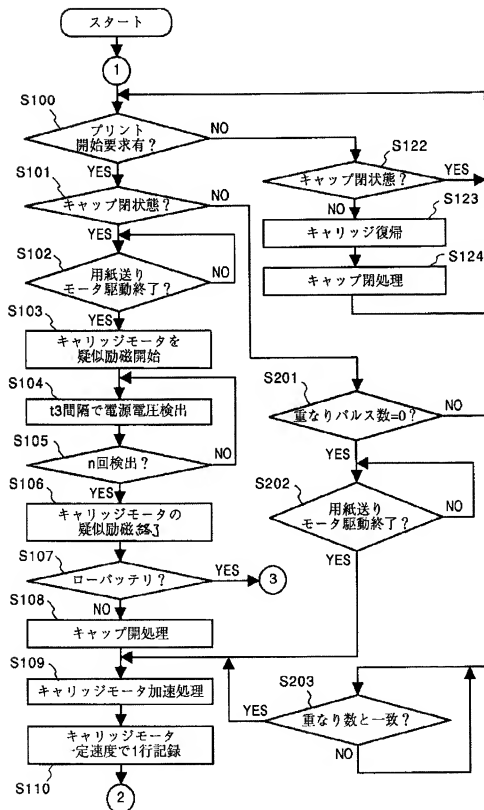 スタート
1
S100
プリント
開始要求有?
NO
YES
S101
キャップ閉状態?
NO
YES
S102
用紙送り
モータ駆動終了?
NO
YES
S103
キャリッジモータを
疑似励磁開始
S104
t3間隔で電源電圧検出
S105
n回検出?
NO
YES
S106
キャリッジモータの
疑似励磁終了
S107
ローバッテリ?
YES
3
NO
S108
キャップ開処理
S109
キャリッジモータ加速処理
キャリッジモータ
一定速度で1行記録
S110
2
S122
キャップ閉状態?
YES
NO
S123
キャリッジ復帰
S124
キャップ閉処理
S201
重なりパルス数=0?
NO
YES
S202
用紙送り
モータ駆動終了?
NO
YES
S203
YES
重なり数と一致?
NO